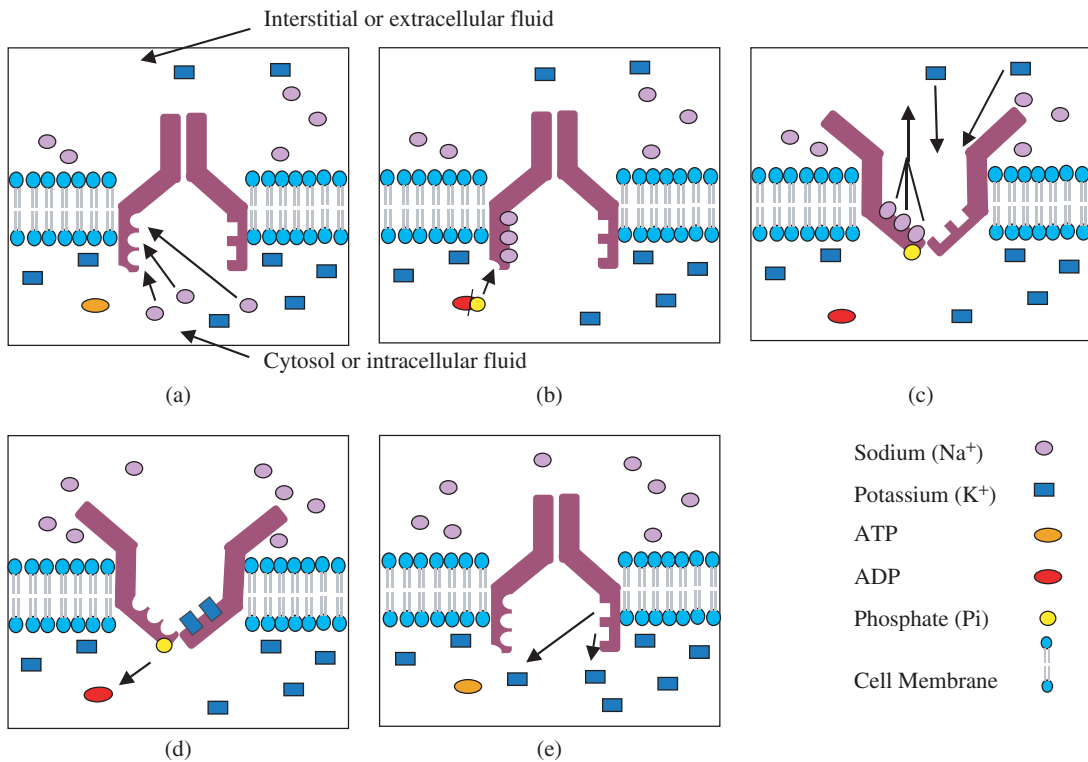 Interstitial or extracellular fluid
Cytosol or intracellular fluid
(a)
(b)
(c)
(d)
(e)
Sodium (Na⁺)
Potassium (K⁺)
ATP
ADP
Phosphate (Pi)
Cell Membrane